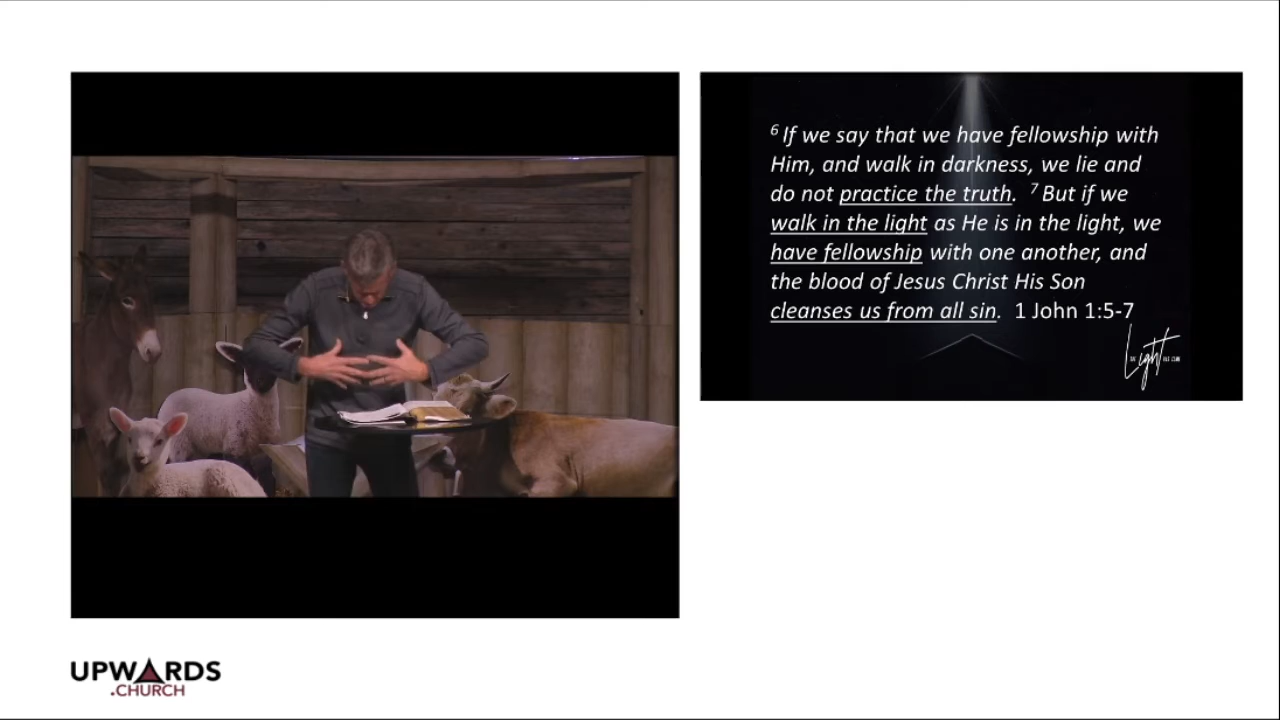 ⁶ If we say that we have fellowship with
Him, and walk in darkness, we lie and
do not practice the truth. ⁷ But if we
walk in the light as He is in the light, we
have fellowship with one another, and
the blood of Jesus Christ His Son
cleanses us from all sin. 1 John 1:5-7
Light
UPWARDS
.CHURCH